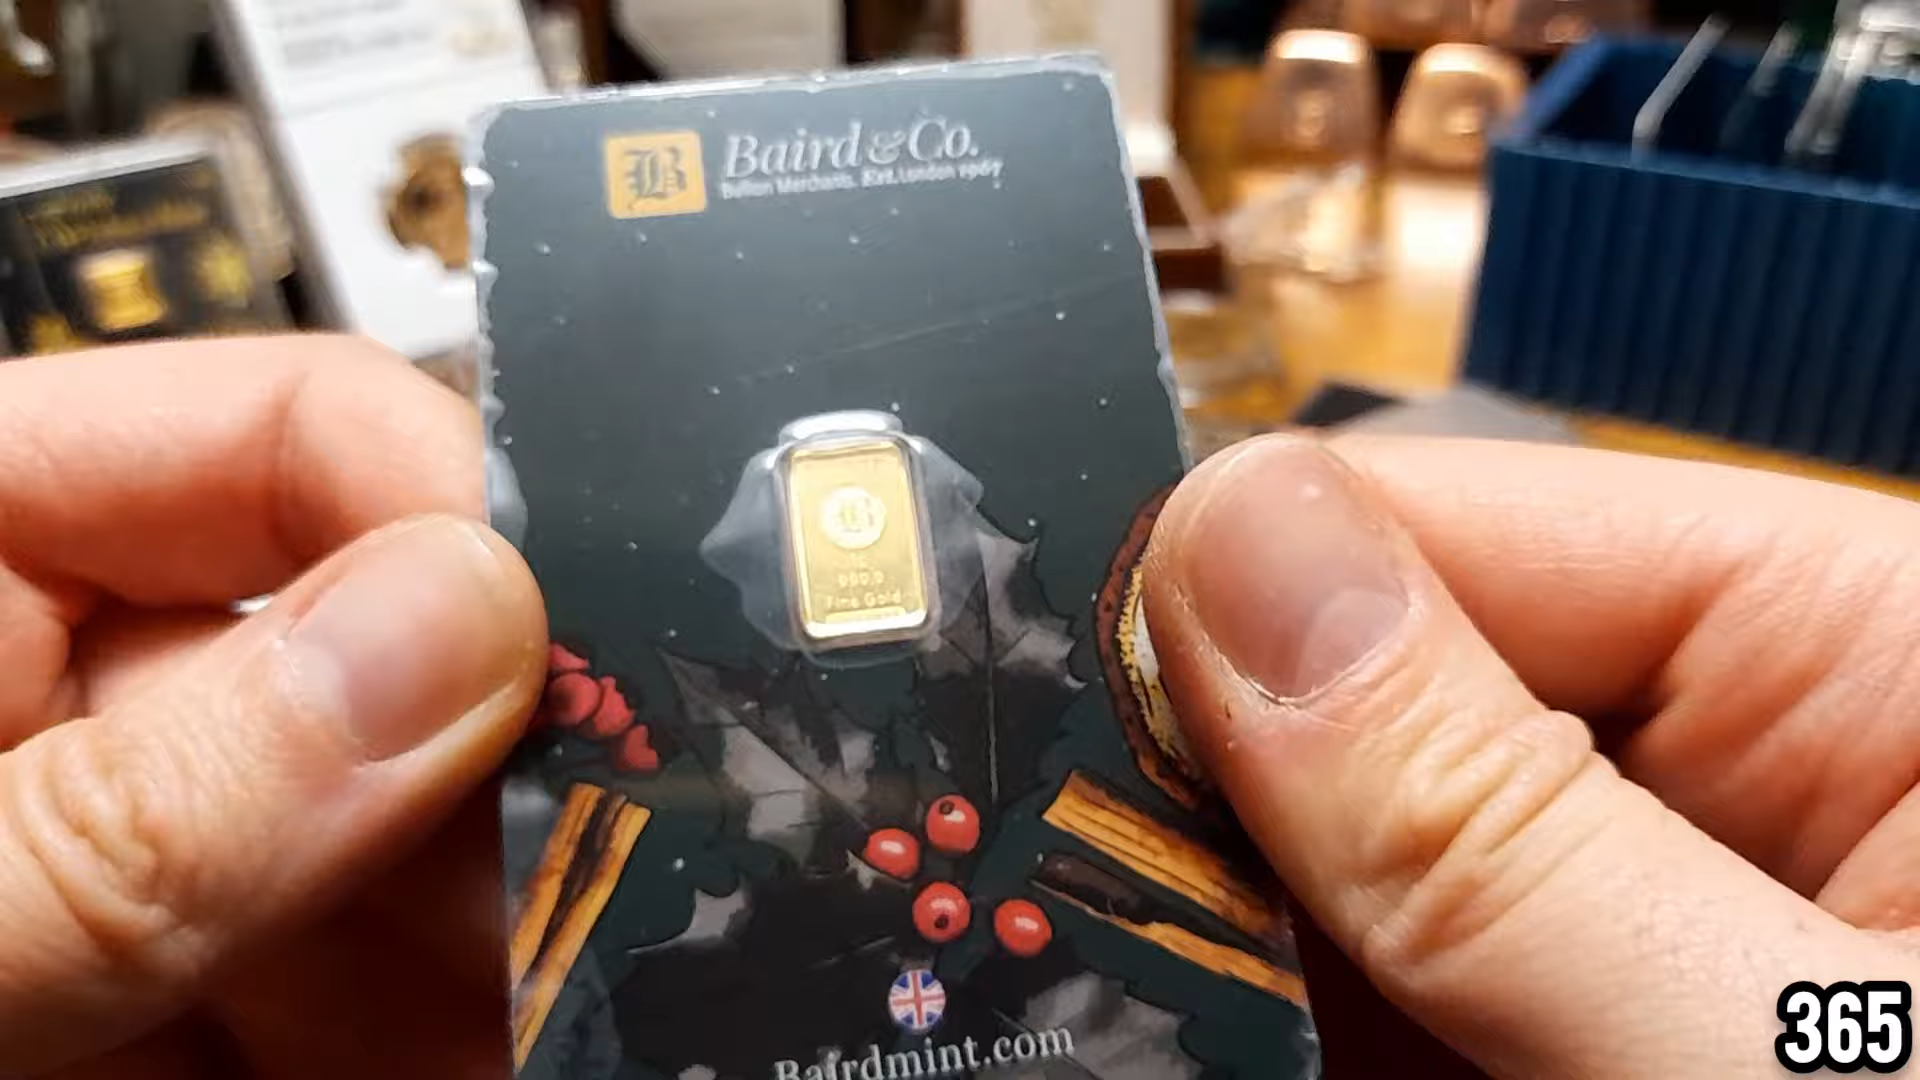 B
Baird & Co.
Bullion Merchants. Est. London 1967
B
999.9
Fine Gold
Bairdmint.com
365